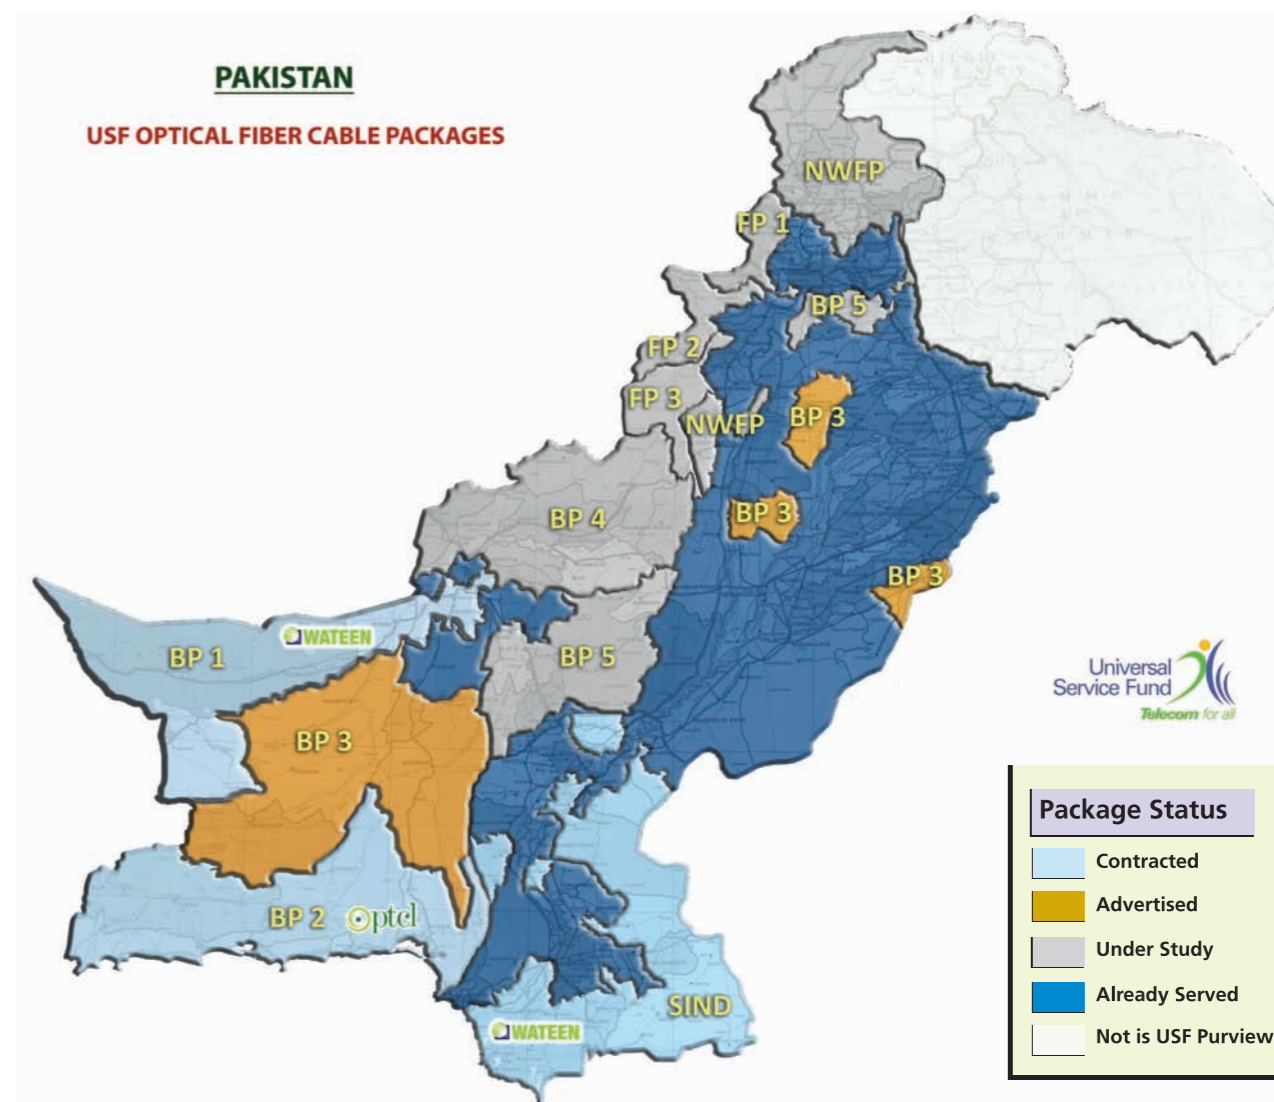 PAKISTAN
USF OPTICAL FIBER CABLE PACKAGES
NWFP
FP 1
BP 5
FP 2
FP 3
NWFP
BP 3
BP 3
BP 4
BP 3
WATEEN
BP 1
BP 5
Universal
Service Fund
Telecom for all
BP 3
Package Status
Contracted
Advertised
BP 2
ptcl
Under Study
Already Served
SIND
WATEEN
Not is USF Purview